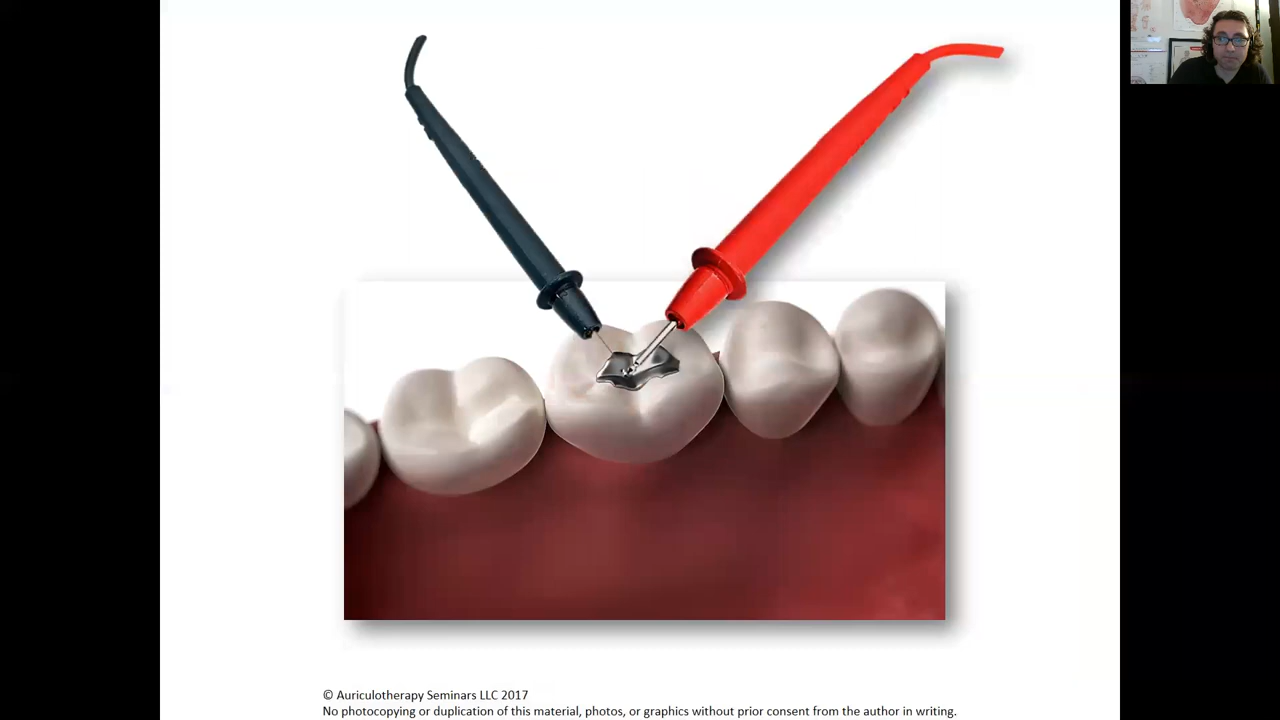 © Auriculotherapy Seminars LLC 2017
No photocopying or duplication of this material, photos, or graphics without prior consent from the author in writing.